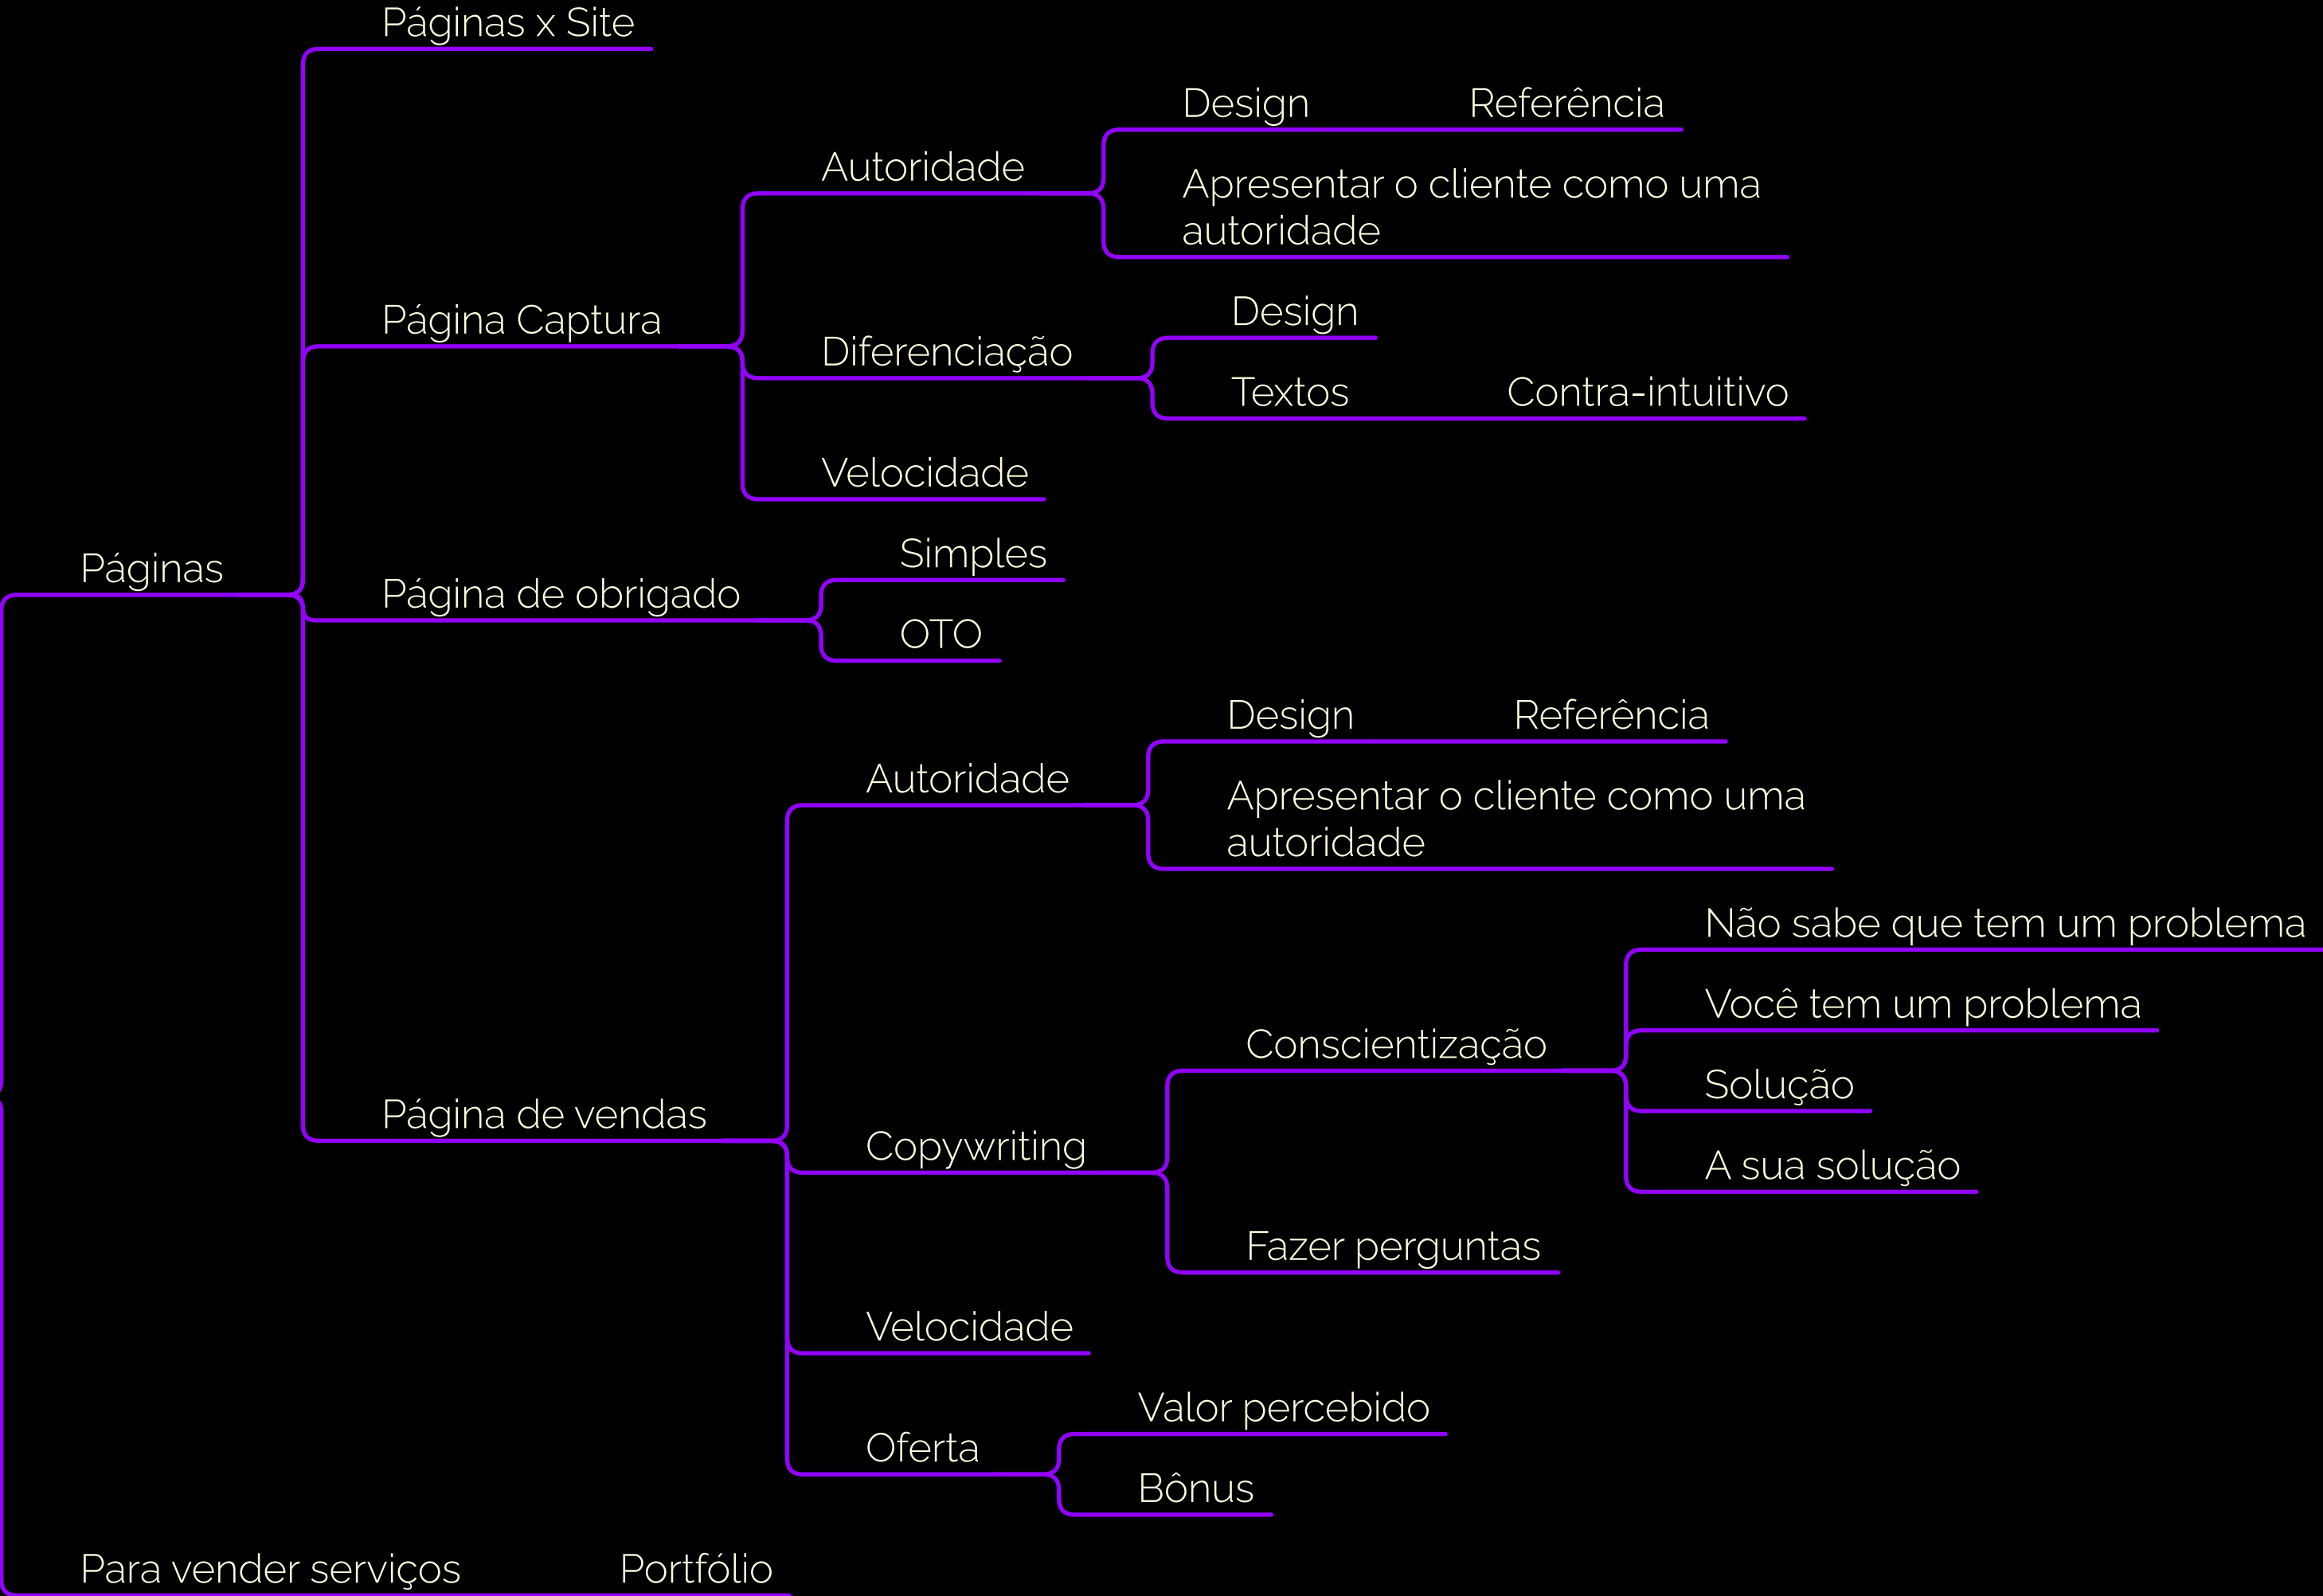 Páginas x Site
Design
Referência
Autoridade
Apresentar o cliente como uma
autoridade
Página Captura
Design
Diferenciação
Textos
Contra-intuitivo
Velocidade
Páginas
Simples
Página de obrigado
OTO
Design
Referência
Autoridade
Apresentar o cliente como uma
autoridade
Não sabe que tem um problema
Você tem um problema
Conscientização
Solução
Página de vendas
Copywriting
A sua solução
Fazer perguntas
Velocidade
Valor percebido
Oferta
Bônus
Para vender serviços
Portfólio